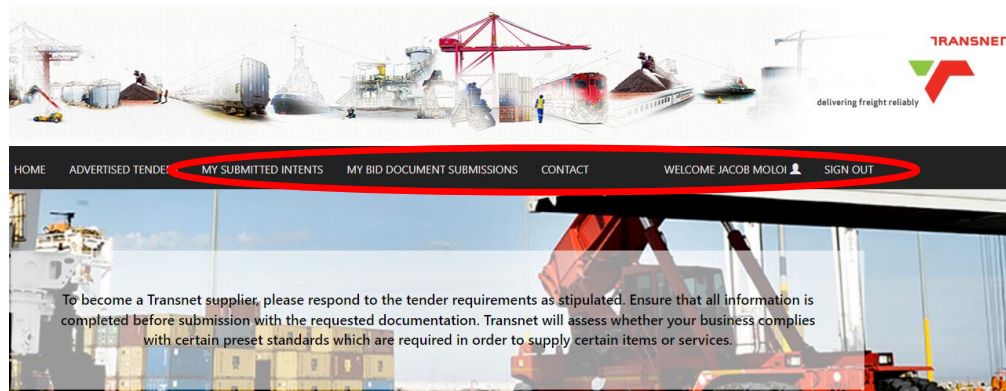 TRANSNET
delivering freight reliably
HOME ADVERTISED TENDE MY SUBMITTED INTENTS MY BID DOCUMENT SUBMISSIONS CONTACT WELCOME JACOB MOLOI SIGN OUT
To become a Transnet supplier, please respond to the tender requirements as stipulated. Ensure that all information is
completed before submission with the requested documentation. Transnet will assess whether your business complies
with certain preset standards which are required in order to supply certain items or services.